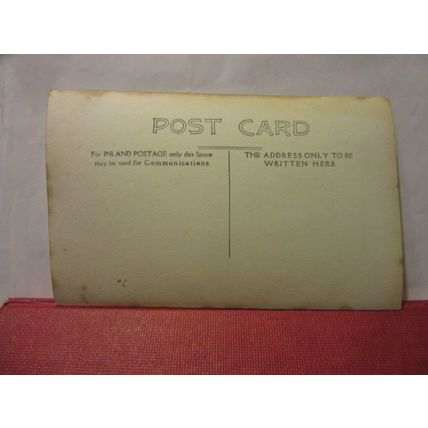 POST CARD
For INLAND POSTAGE only this Space
may be used for Communications
THE ADDRESS ONLY TO BE
WRITTEN HERE